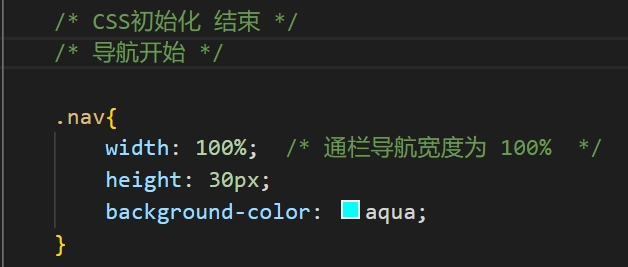 /* CSS初始化 结束 */
/* 导航开始 */
.nav{
width: 100%;  /* 通栏导航宽度为 100%  */
height: 30px;
background-color: aqua;
}